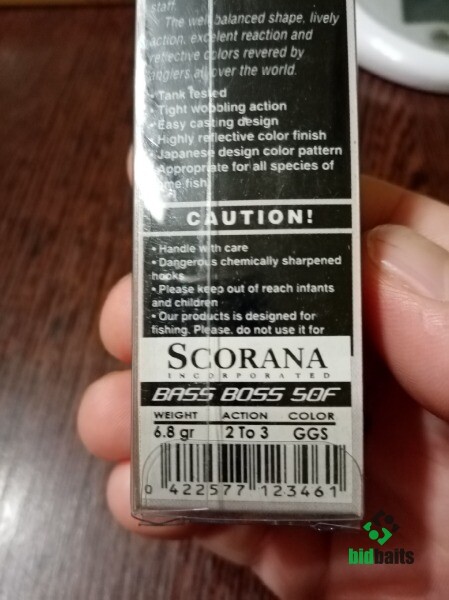 staff.
The well balanced shape, lively
action, excelent reaction and
reflective colors revered by
anglers all over the world.
• Tank tested
• Tight wobbling action
• Easy casting design
• Highly reflective color finish
• Japanese design color pattern
• Appropriate for all species of
game fish
CAUTION!
• Handle with care
• Dangerous chemically sharpened
hooks
• Please keep out of reach infants
and children
• Our products is designed for
fishing. Please. do not use it for
SCORANA
INCORPORATED
BASS BOSS 50F
WEIGHT ACTION COLOR
6.8 gr 2 To 3 GGS
0 422577 123461
bidbaits